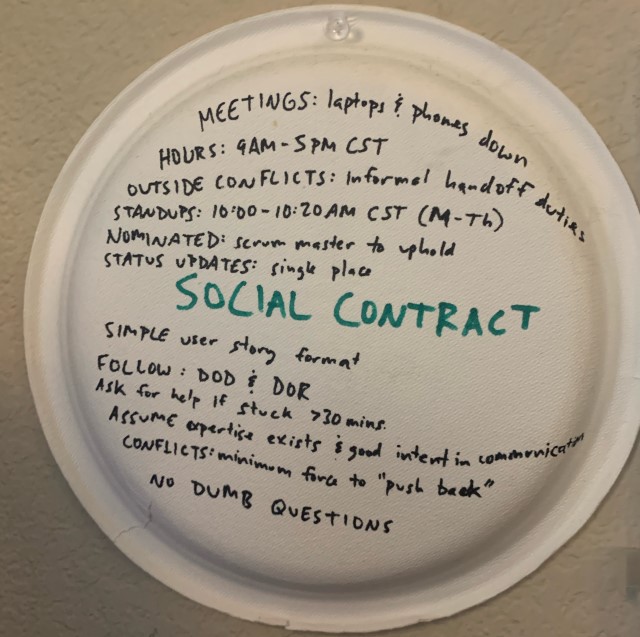 MEETINGS: laptops & phones down
HOURS: 9AM-5PM CST
OUTSIDE CONFLICTS: informal handoff duties
STANDUPS: 10:00-10:20AM CST (M-Th)
NOMINATED: scrum master to uphold
STATUS UPDATES: single place
SOCIAL CONTRACT
SIMPLE user story format
FOLLOW: DOD & DOR
Ask for help if stuck >30 mins.
ASSUME expertise exists & good intent in communication
CONFLICTS: minimum force to "push back"
NO DUMB QUESTIONS